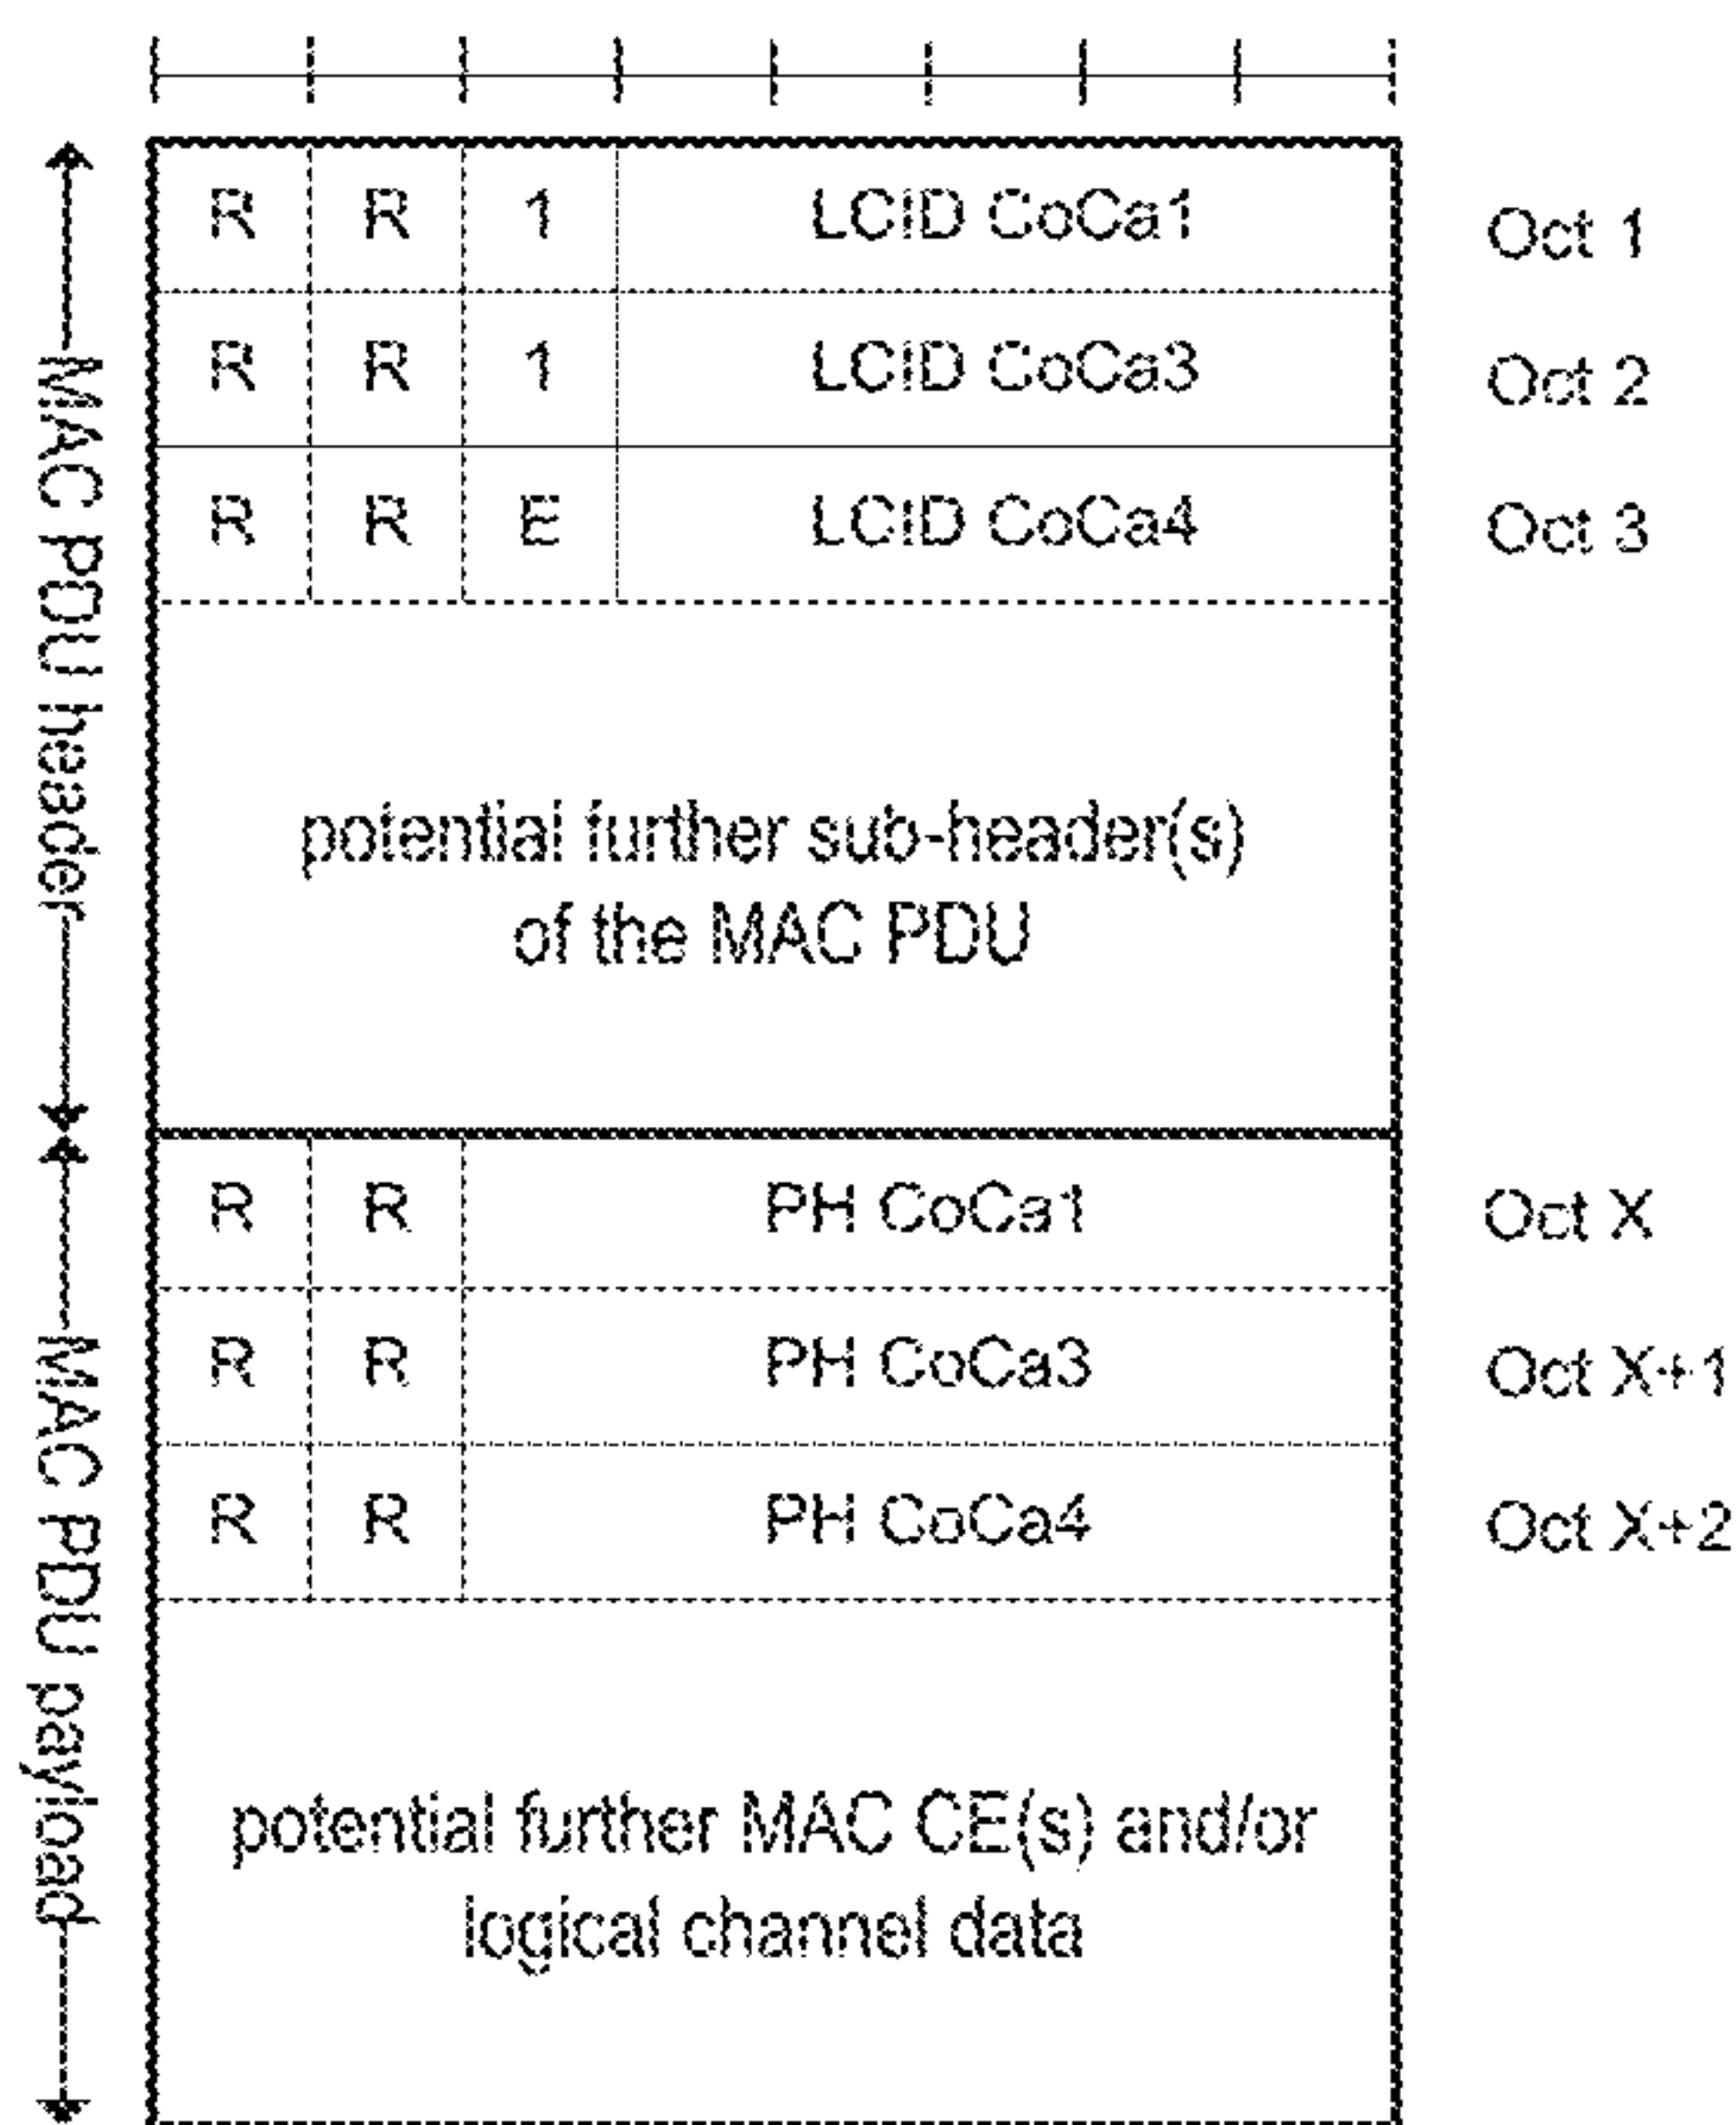 R R 1 LCID CoCa1 Oct 1
R R 1 LCID CoCa3 Oct 2
R R E LCID CoCa4 Oct 3
MAC PDU header
potential further sub-header(s)
of the MAC PDU
R R PH CoCa1 Oct X
R R PH CoCa3 Oct X+1
R R PH CoCa4 Oct X+2
MAC PDU payload
potential further MAC CE(s) and/or
logical channel data